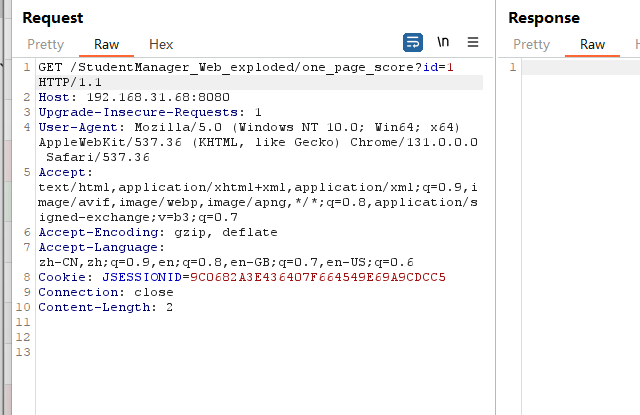 Request
Response
Pretty Raw Hex \n
Pretty Raw
1 GET /StudentManager_Web_exploded/one_page_score?id=1
HTTP/1.1
2 Host: 192.168.31.68:8080
3 Upgrade-Insecure-Requests: 1
4 User-Agent: Mozilla/5.0 (Windows NT 10.0; Win64; x64)
AppleWebKit/537.36 (KHTML, like Gecko) Chrome/131.0.0.0
Safari/537.36
5 Accept:
text/html,application/xhtml+xml,application/xml;q=0.9,i
mage/avif,image/webp,image/apng,*/*;q=0.8,application/s
igned-exchange;v=b3;q=0.7
6 Accept-Encoding: gzip, deflate
7 Accept-Language:
zh-CN,zh;q=0.9,en;q=0.8,en-GB;q=0.7,en-US;q=0.6
8 Cookie: JSESSIONID=9C0682A3E436407F664549E69A9CDCC5
9 Connection: close
10 Content-Length: 2
11
12
13
1